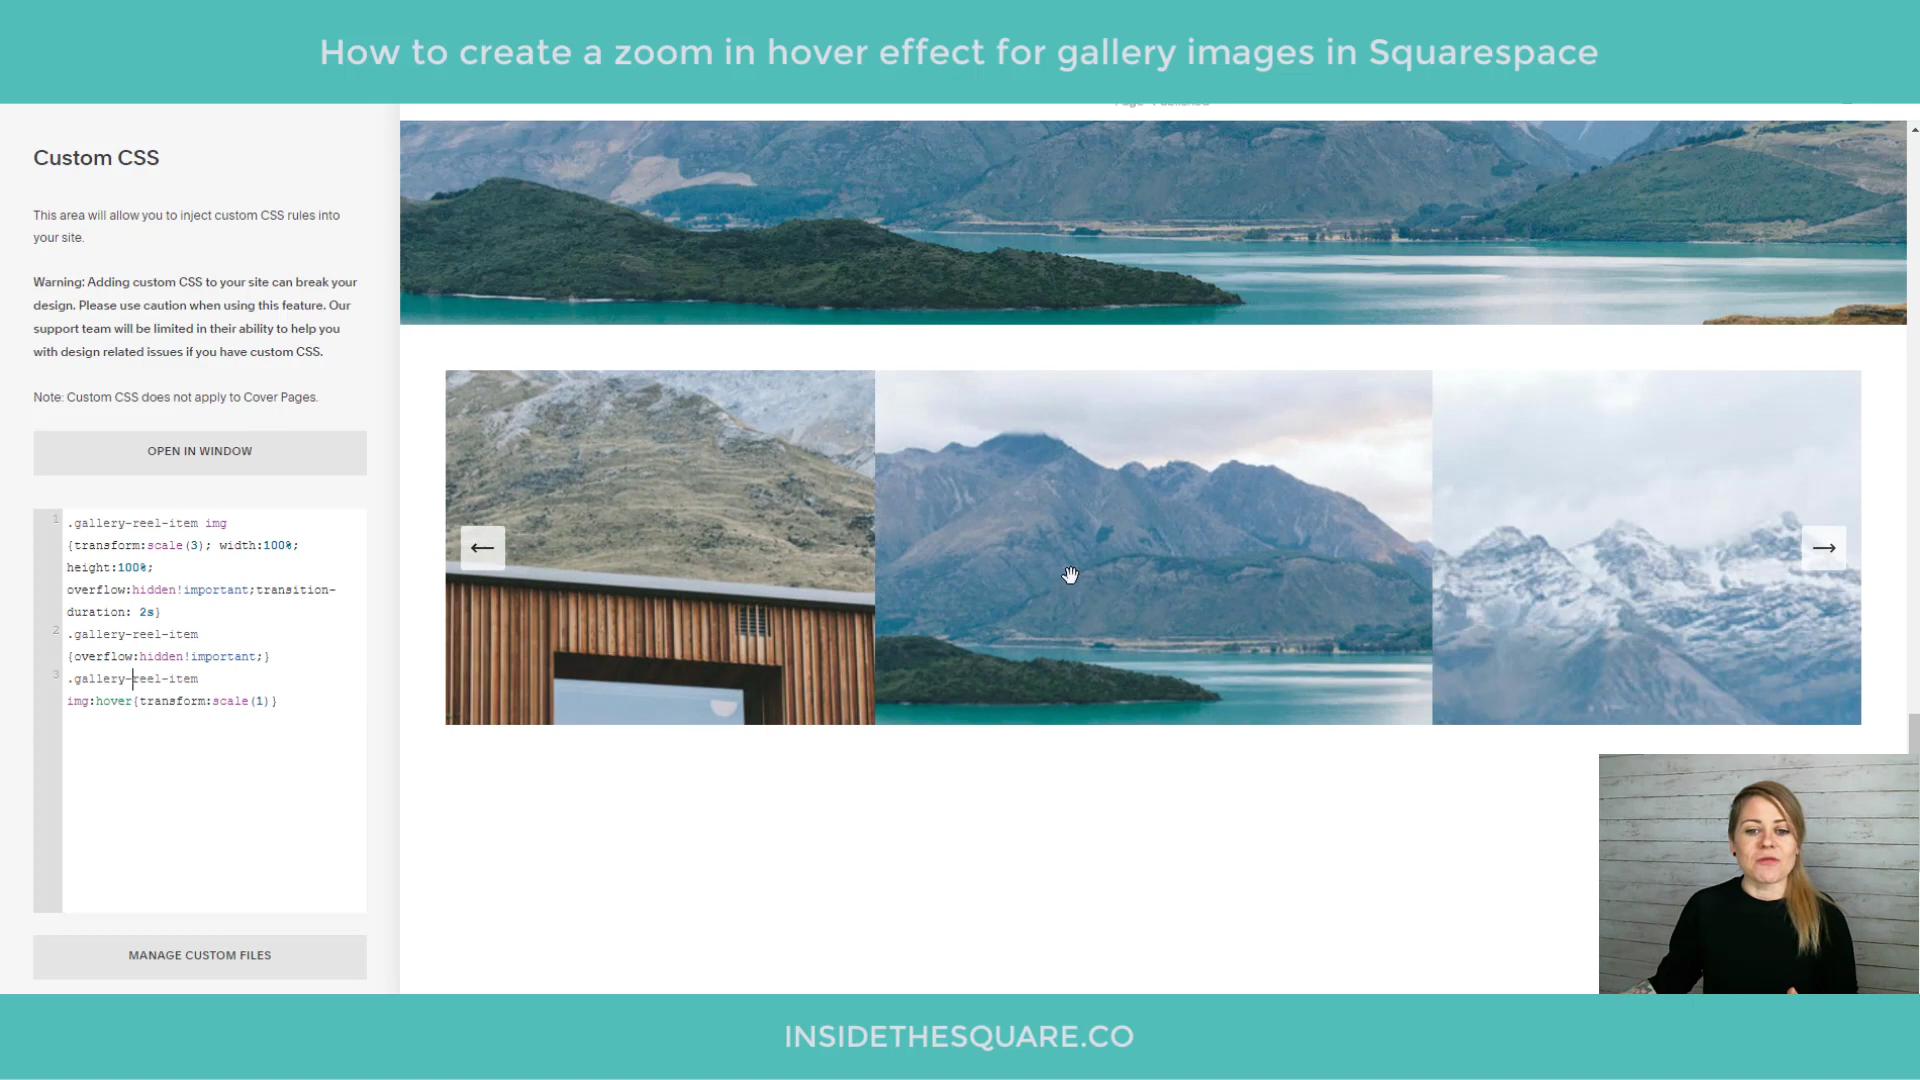 How to create a zoom in hover effect for gallery images in Squarespace
Custom CSS
This area will allow you to inject custom CSS rules into
your site.
Warning: Adding custom CSS to your site can break your
design. Please use caution when using this feature. Our
support team will be limited in their ability to help you
with design related issues if you have custom CSS.
Note: Custom CSS does not apply to Cover Pages.
OPEN IN WINDOW
1 .gallery-reel-item img
{transform:scale(3); width:100%;
height:100%;
overflow:hidden!important;transition-
duration: 2s}
2 .gallery-reel-item
{overflow:hidden!important;}
3 .gallery-reel-item
img:hover{transform:scale(1)}
MANAGE CUSTOM FILES
INSIDETHESQUARE.CO